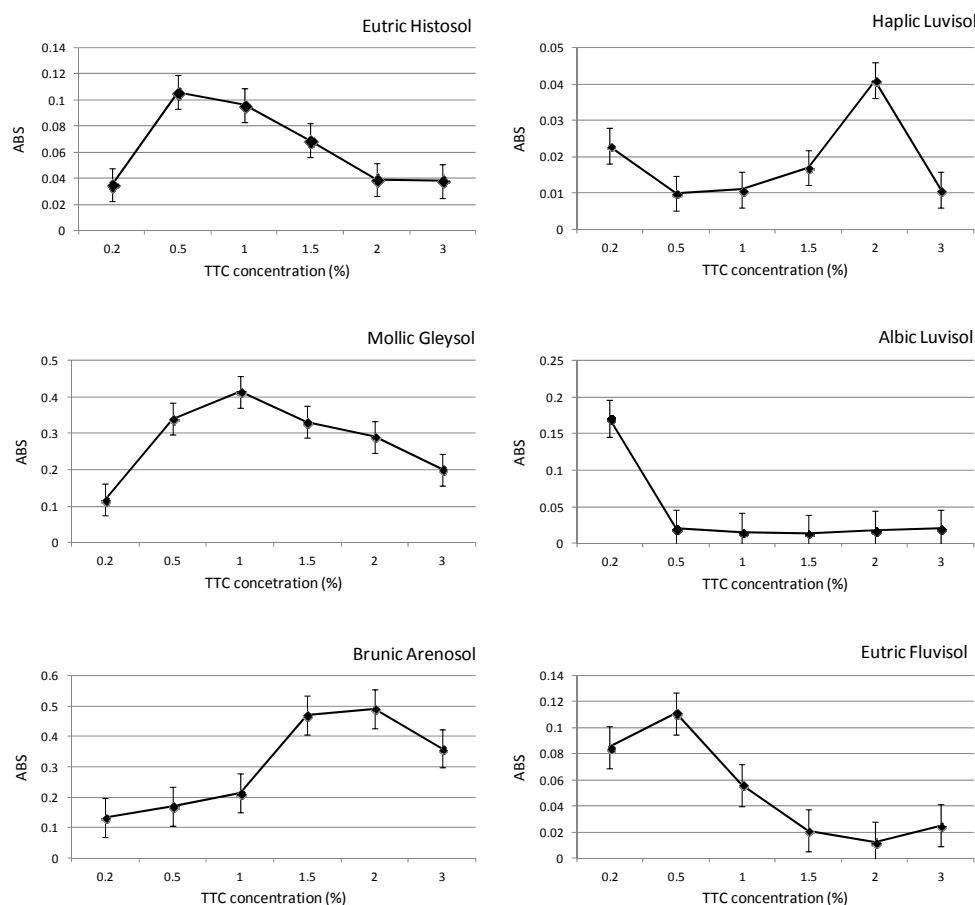 Eutric Histosol
0.14
0.12
0.1
0.08
0.06
0.04
0.02
0
ABS
0.2 0.5 1 1.5 2 3
TTC concentration (%)
Haplic Luvisol
0.05
0.04
0.03
0.02
0.01
0
ABS
0.2 0.5 1 1.5 2 3
TTC concentration (%)
Mollic Gleysol
0.5
0.4
0.3
0.2
0.1
0
ABS
0.2 0.5 1 1.5 2 3
TTC concetration (%)
Albic Luvisol
0.25
0.2
0.15
0.1
0.05
0
ABS
0.2 0.5 1 1.5 2 3
TTC concentration (%)
Brunic Arenosol
0.6
0.5
0.4
0.3
0.2
0.1
0
ABS
0.2 0.5 1 1.5 2 3
TTC concentration (%)
Eutric Fluvisol
0.14
0.12
0.1
0.08
0.06
0.04
0.02
0
ABS
0.2 0.5 1 1.5 2 3
TTC concentration (%)